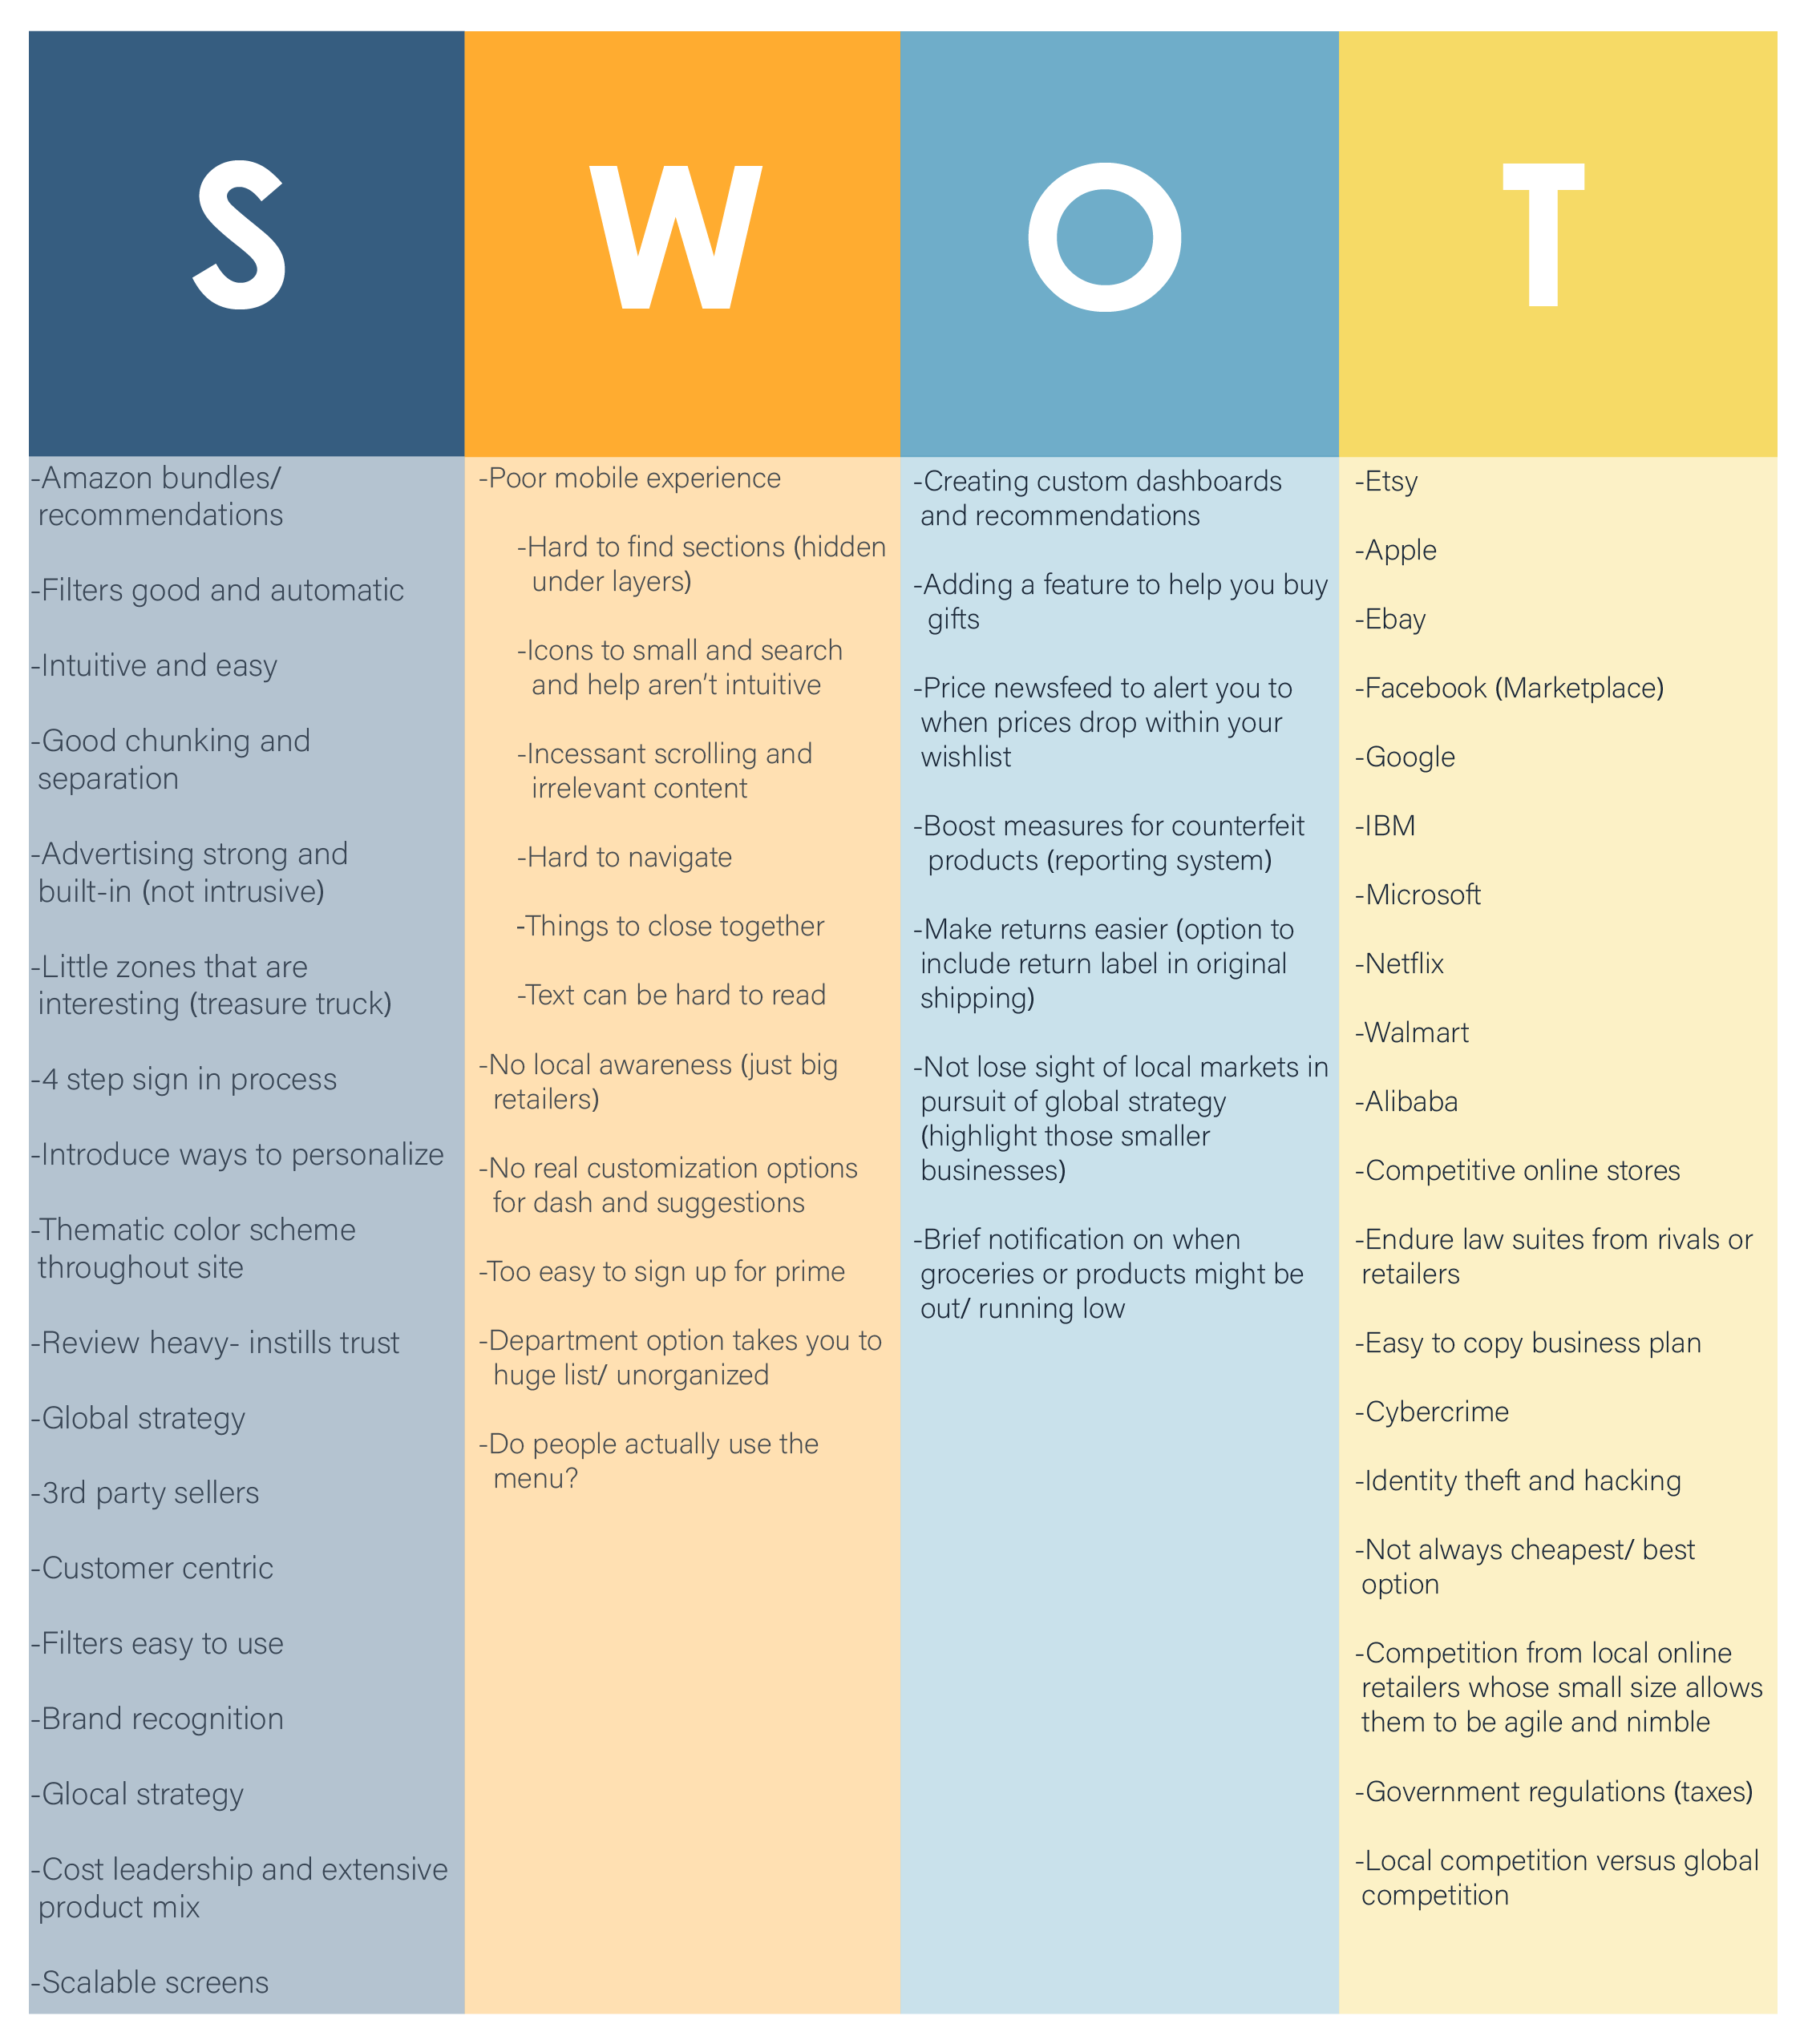 S
W
O
T
-Amazon bundles/
recommendations
-Filters good and automatic
-Intuitive and easy
-Good chunking and
separation
-Advertising strong and
built-in (not intrusive)
-Little zones that are
interesting (treasure truck)
-4 step sign in process
-Introduce ways to personalize
-Thematic color scheme
throughout site
-Review heavy- instills trust
-Global strategy
-3rd party sellers
-Customer centric
-Filters easy to use
-Brand recognition
-Glocal strategy
-Cost leadership and extensive
product mix
-Scalable screens
-Poor mobile experience
-Hard to find sections (hidden
under layers)
-Icons to small and search
and help aren't intuitive
-Incessant scrolling and
irrelevant content
-Hard to navigate
-Things to close together
-Text can be hard to read
-No local awareness (just big
retailers)
-No real customization options
for dash and suggestions
-Too easy to sign up for prime
-Department option takes you to
huge list/ unorganized
-Do people actually use the
menu?
-Creating custom dashboards
and recommendations
-Adding a feature to help you buy
gifts
-Price newsfeed to alert you to
when prices drop within your
wishlist
-Boost measures for counterfeit
products (reporting system)
-Make returns easier (option to
include return label in original
shipping)
-Not lose sight of local markets in
pursuit of global strategy
(highlight those smaller
businesses)
-Brief notification on when
groceries or products might be
out/ running low
-Etsy
-Apple
-Ebay
-Facebook (Marketplace)
-Google
-IBM
-Microsoft
-Netflix
-Walmart
-Alibaba
-Competitive online stores
-Endure law suites from rivals or
retailers
-Easy to copy business plan
-Cybercrime
-Identity theft and hacking
-Not always cheapest/ best
option
-Competition from local online
retailers whose small size allows
them to be agile and nimble
-Government regulations (taxes)
-Local competition versus global
competition